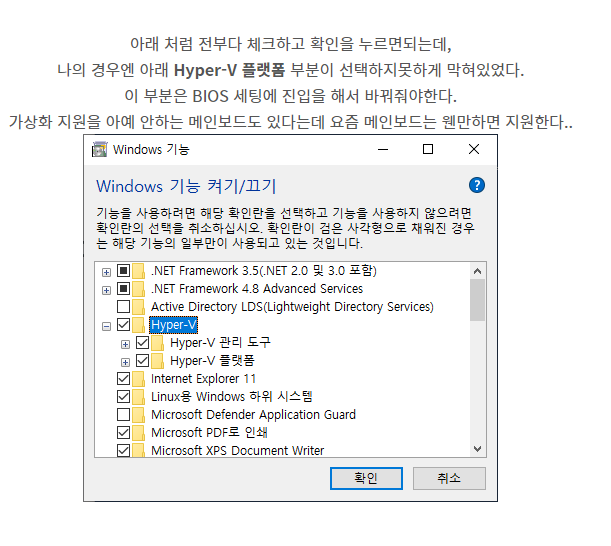 아래 처럼 전부다 체크하고 확인을 누르면되는데,
나의 경우엔 아래 Hyper-V 플랫폼 부분이 선택하지못하게 막혀있었다.
이 부분은 BIOS 세팅에 진입을 해서 바꿔줘야한다.
가상화 지원을 아예 안하는 메인보드도 있다는데 요즘 메인보드는 웬만하면 지원한다..
Windows 기능
Windows 기능 켜기/끄기
기능을 사용하려면 해당 확인란을 선택하고 기능을 사용하지 않으려면
확인란의 선택을 취소하십시오. 확인란이 검은 사각형으로 채워진 경우
는 해당 기능의 일부만이 사용되고 있는 것입니다.
.NET Framework 3.5(.NET 2.0 및 3.0 포함)
.NET Framework 4.8 Advanced Services
Active Directory LDS(Lightweight Directory Services)
Hyper-V
Hyper-V 관리 도구
Hyper-V 플랫폼
Internet Explorer 11
Linux용 Windows 하위 시스템
Microsoft Defender Application Guard
Microsoft PDF로 인쇄
Microsoft XPS Document Writer
확인 취소